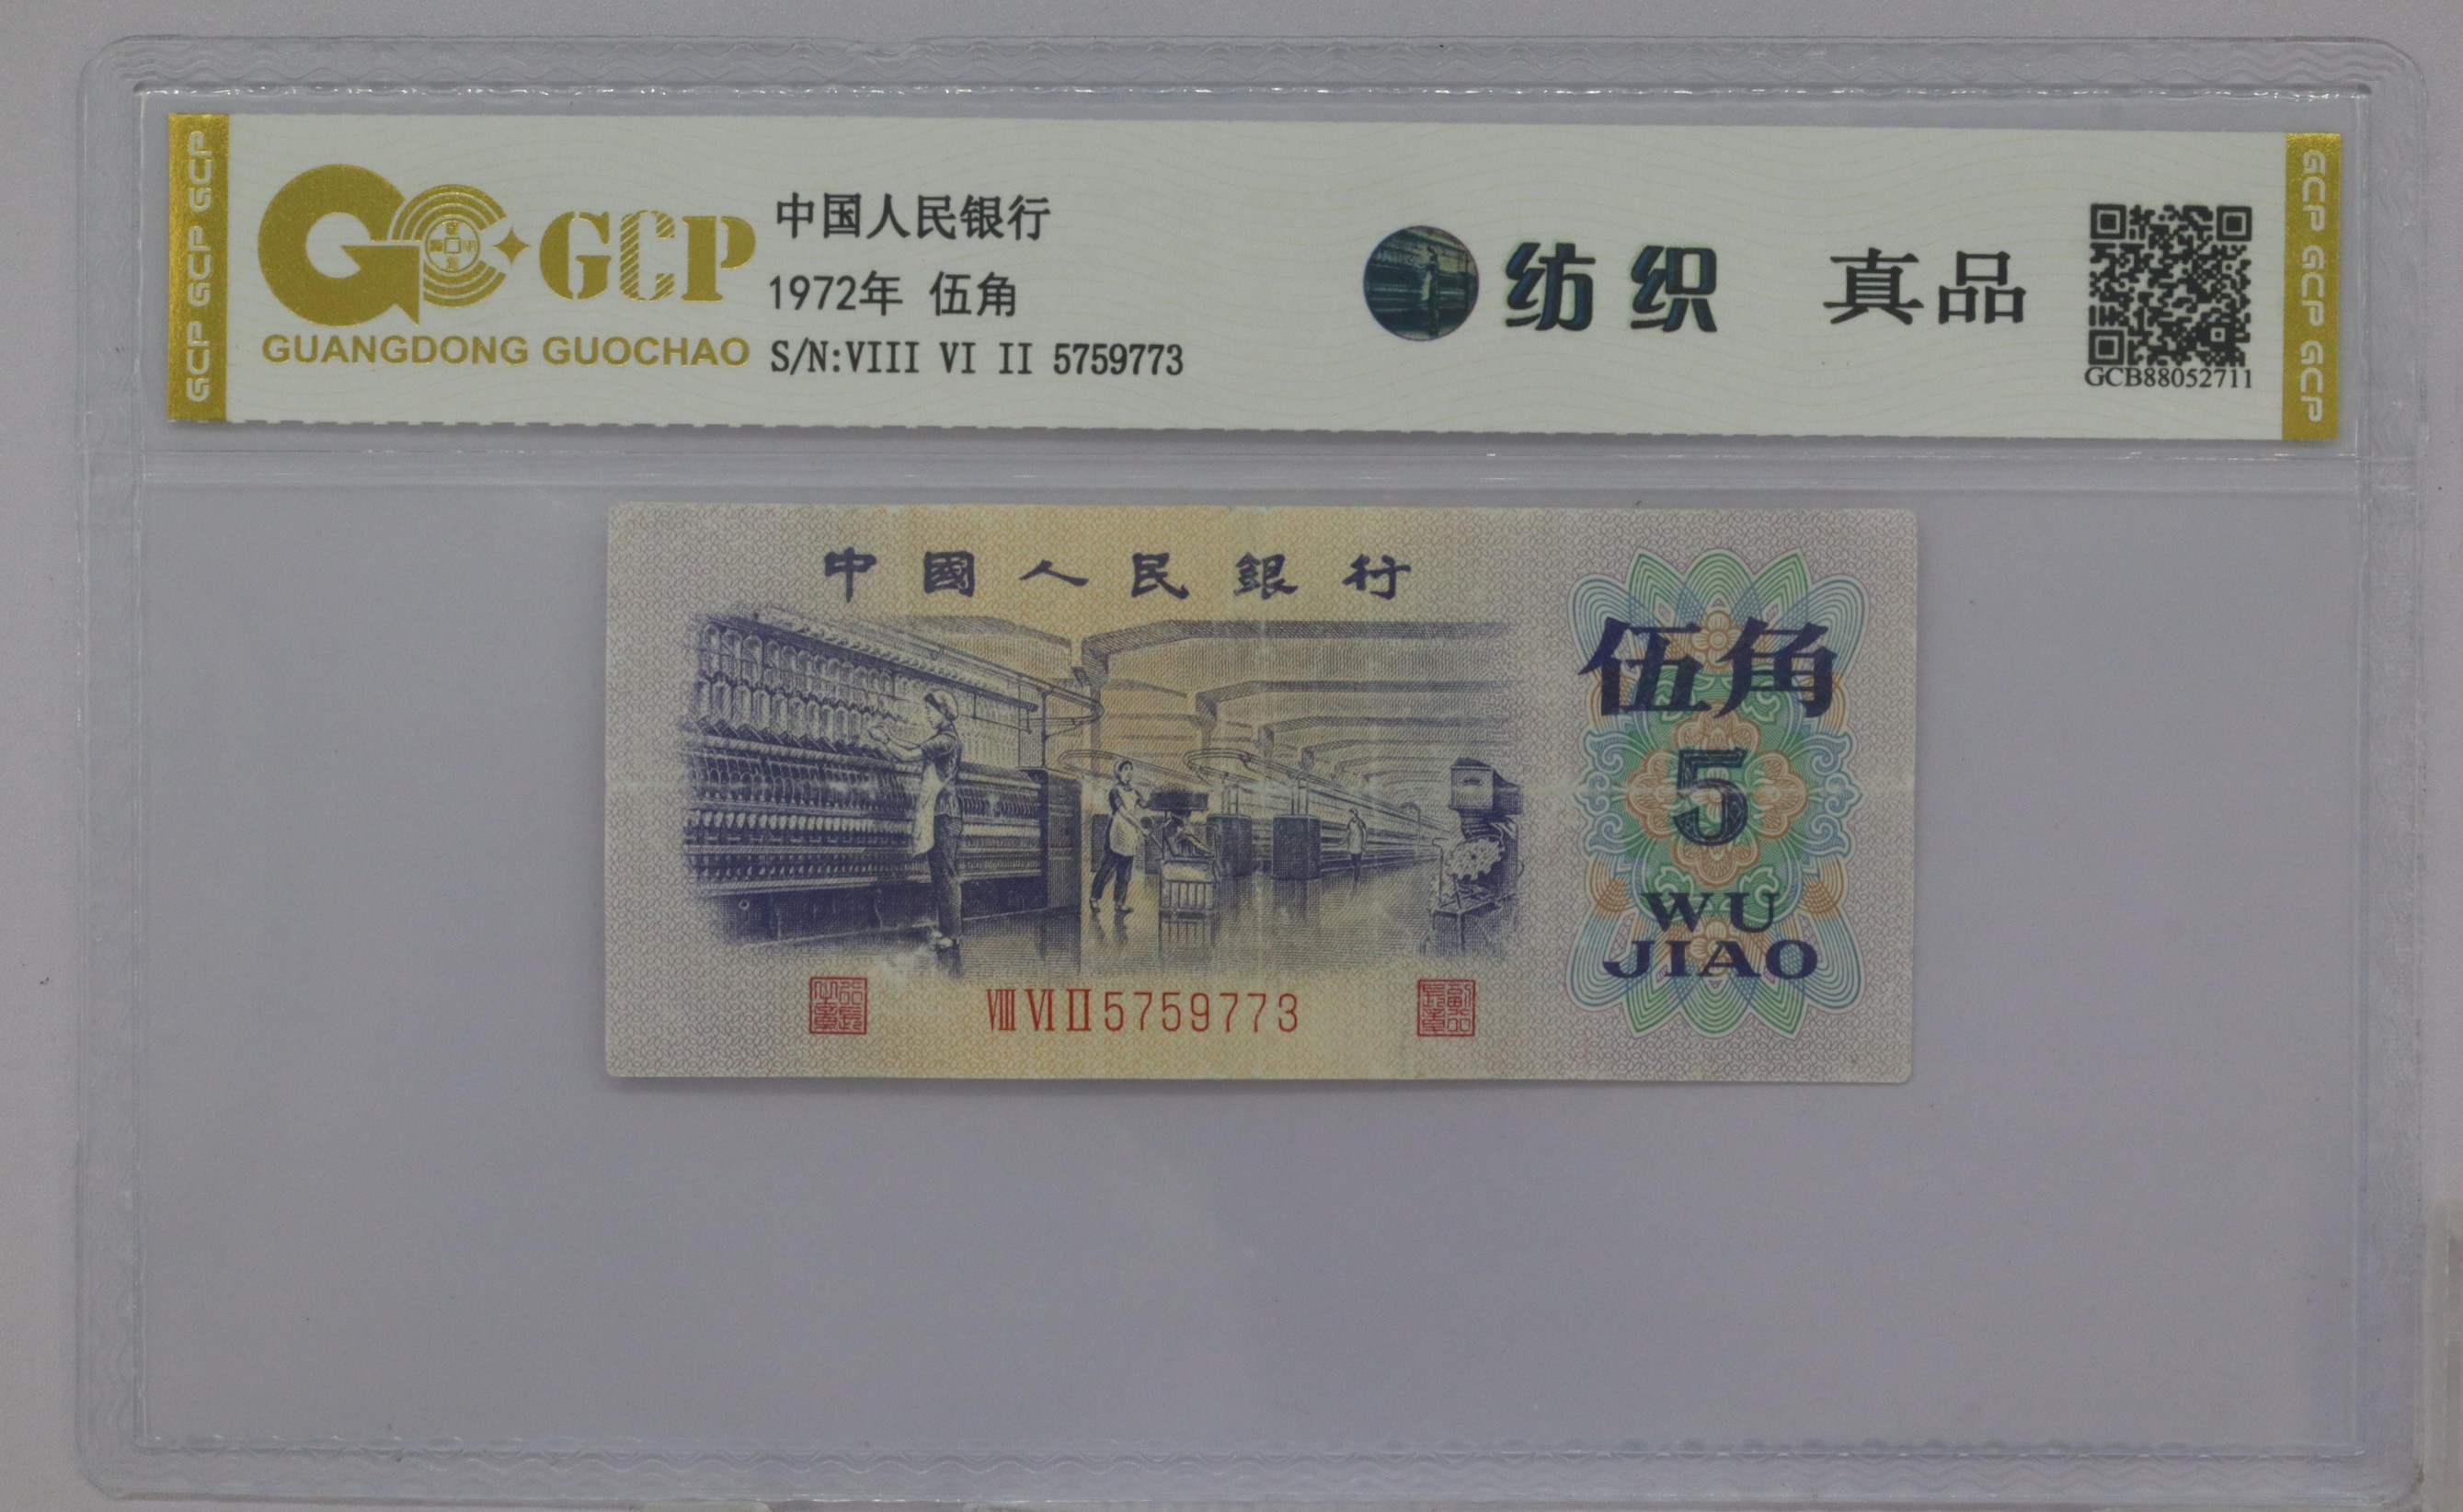 GCP GCP GCP
GCP
GUANGDONG GUOCHAO
中国人民银行
1972年 伍角
S/N:VIII VI II 5759773
纺织 真品
GCB88052711
GCP GCP GCP
中國人民銀行
伍角
5
WU
JIAO
VIII VI II 5759773